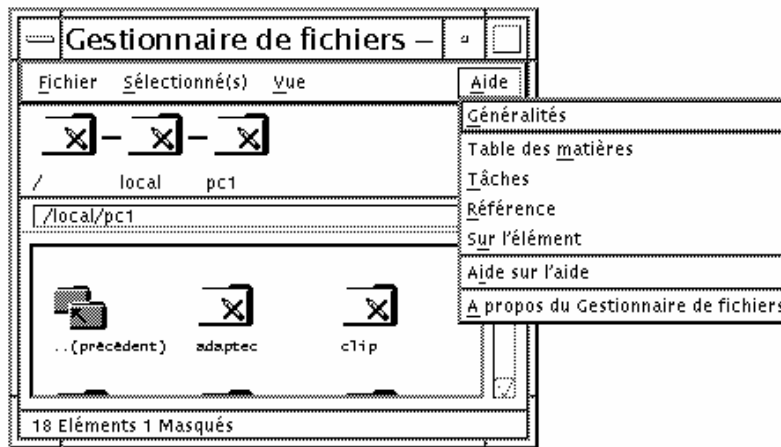 Gestionnaire de fichiers –
Fichier Sélectionné(s) Vue Aide
Généralités
Table des matières
Tâches
Référence
Sur l'élément
Aide sur l'aide
A propos du Gestionnaire de fichiers
/ local pc1
/local/pc1
..(précédent) adaptec clip
18 Eléments 1 Masqués